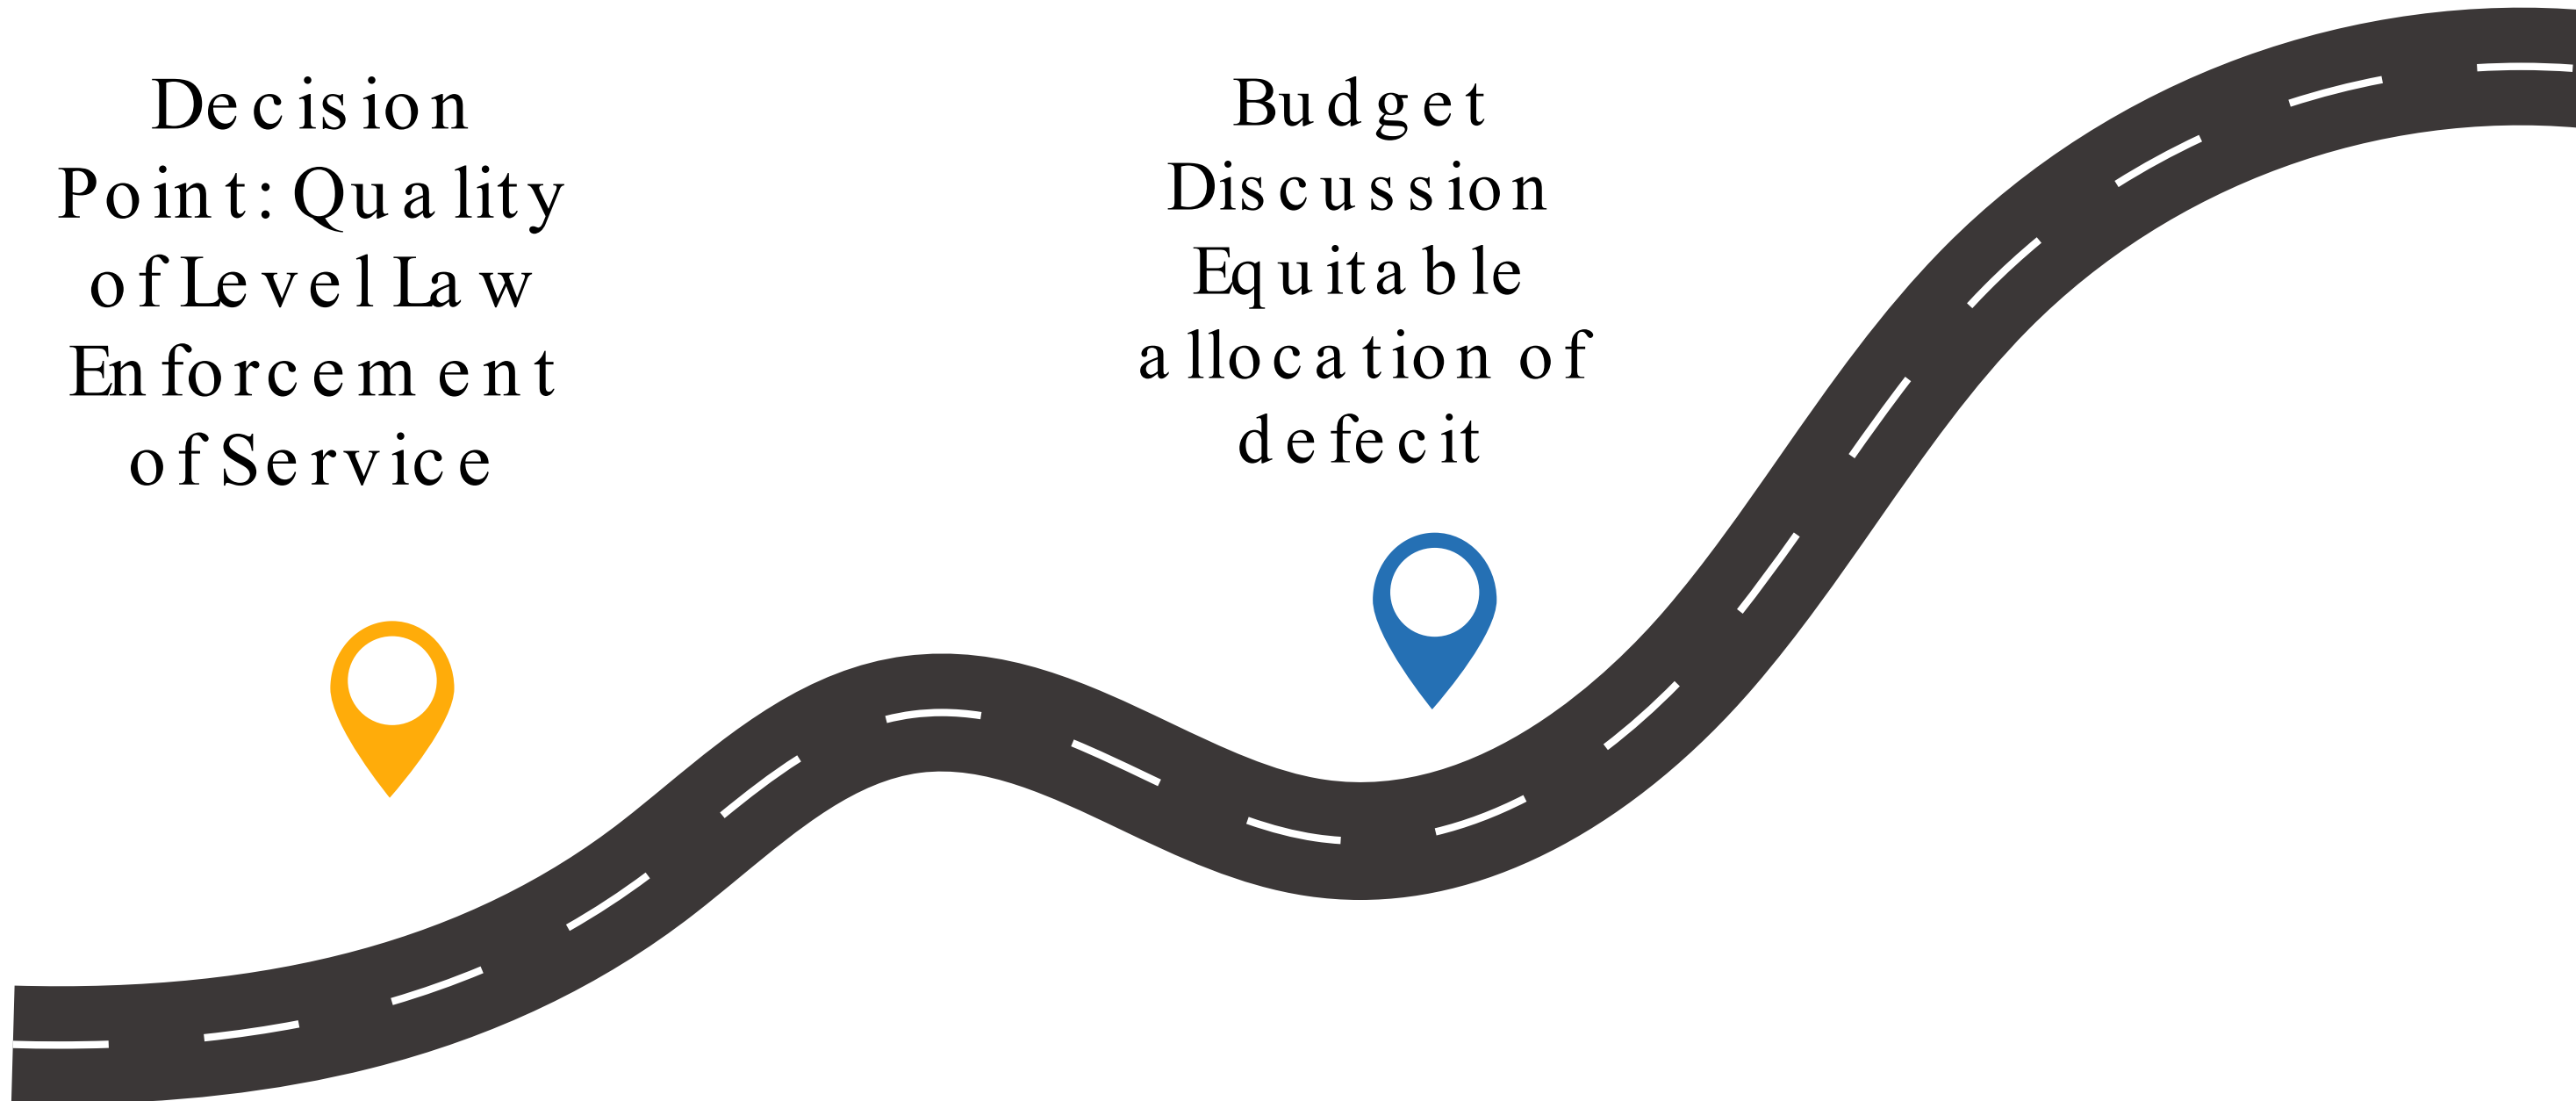 Decision
Point: Quality
of Level Law
Enforcement
of Service
Budget
Discussion
Equitable
allocation of
defecit